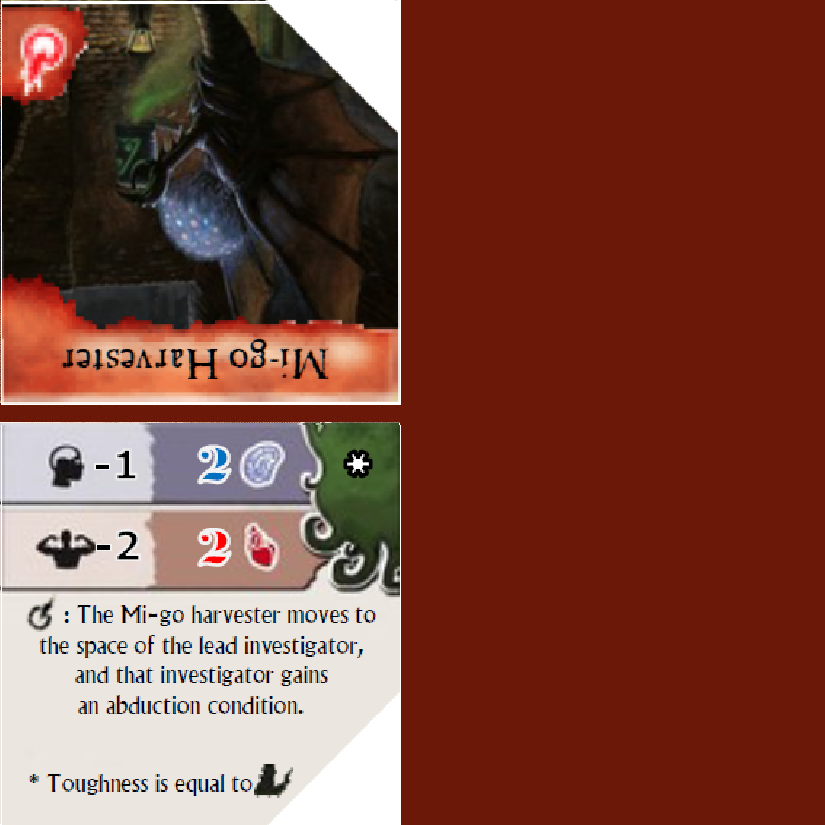 Mi-go Harvester
-1 2 *
-2 2
: The Mi-go harvester moves to
the space of the lead investigator,
and that investigator gains
an abduction condition.
* Toughness is equal to